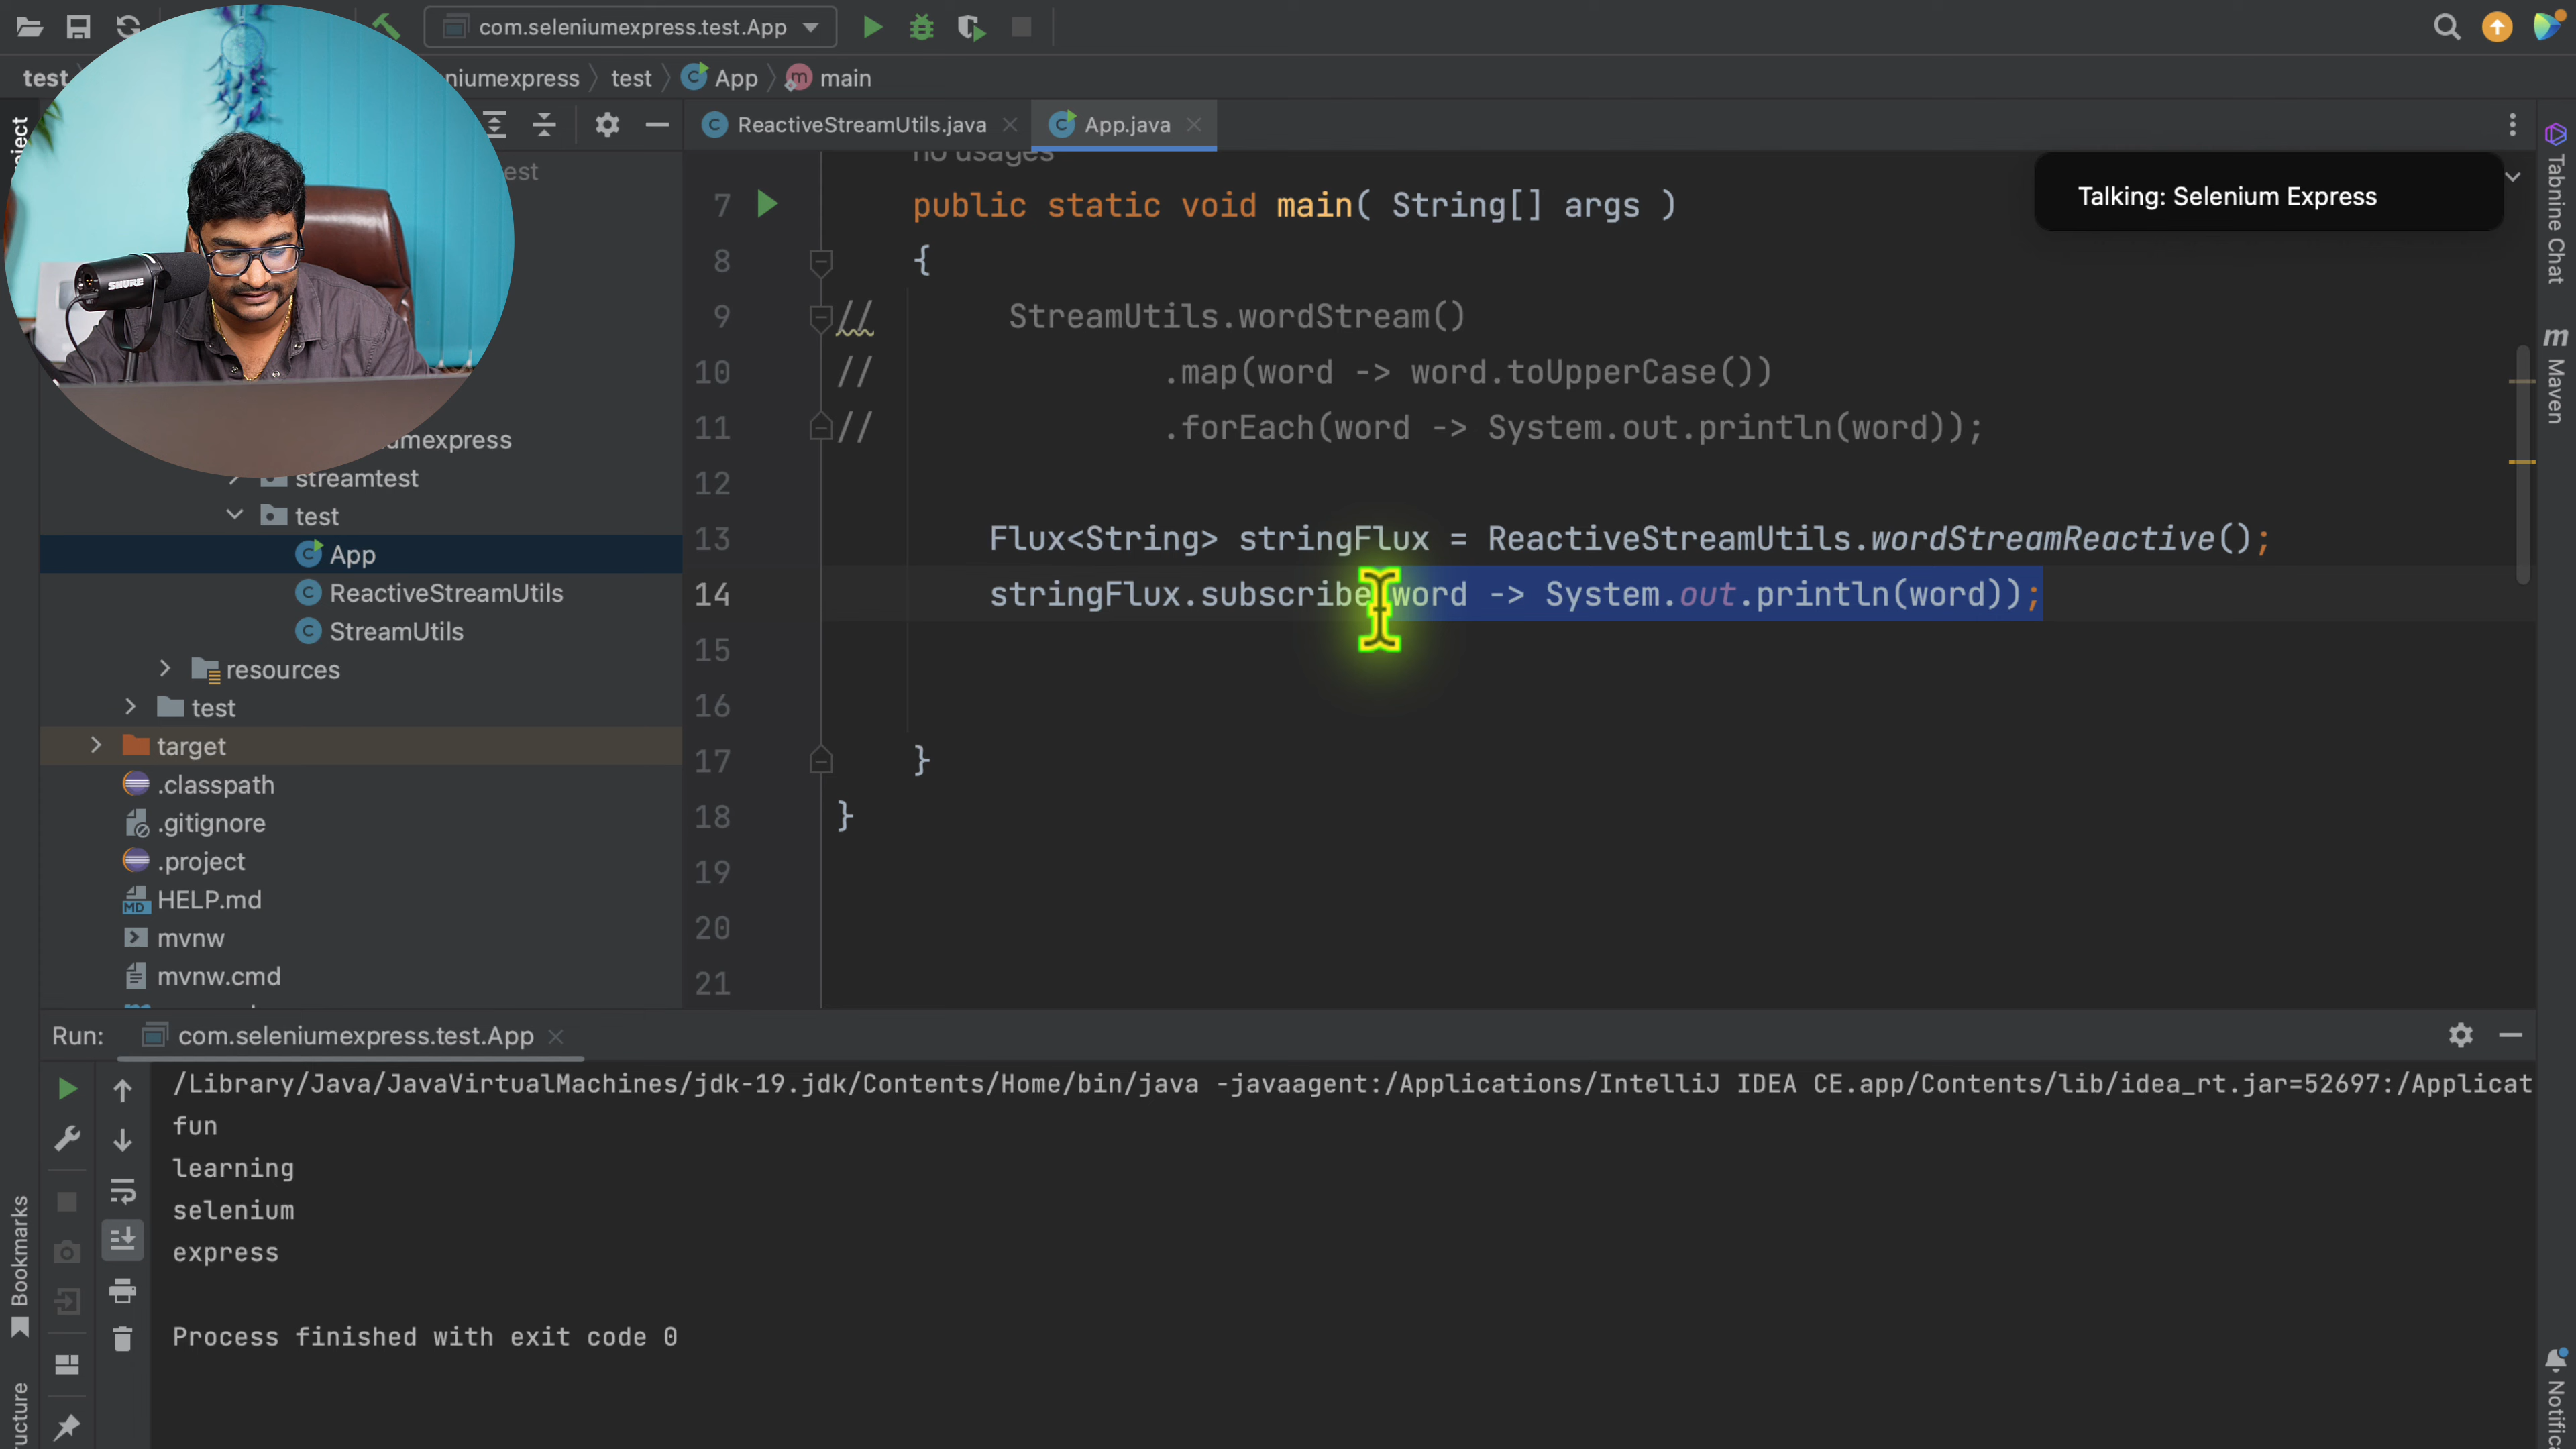 com.seleniumexpress.test.App
test
niumexpress
test
App
main
ReactiveStreamUtils.java
App.java
Talking: Selenium Express
Tabnine Chat
Maven
Notific
ject
est
umexpress
streamtest
test
App
ReactiveStreamUtils
StreamUtils
resources
test
target
.classpath
.gitignore
.project
HELP.md
mvnw
mvnw.cmd
SHURE
no usages
7 public static void main( String[] args )
8 {
9 // StreamUtils.wordStream()
10 // .map(word -> word.toUpperCase())
11 // .forEach(word -> System.out.println(word));
12
13 Flux<String> stringFlux = ReactiveStreamUtils.wordStreamReactive();
14 stringFlux.subscribe word -> System.out.println(word));
15
16
17 }
18 }
19
20
21
Run: com.seleniumexpress.test.App
/Library/Java/JavaVirtualMachines/jdk-19.jdk/Contents/Home/bin/java -javaagent:/Applications/IntelliJ IDEA CE.app/Contents/lib/idea_rt.jar=52697:/Applicat
fun
learning
selenium
express
Process finished with exit code 0
Bookmarks
ucture